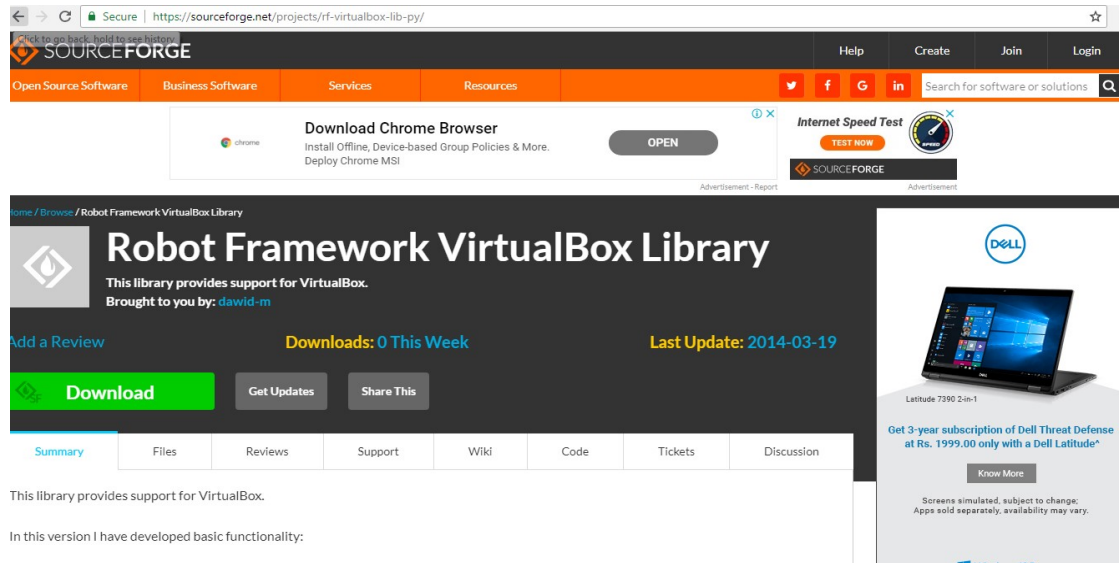 Secure | https://sourceforge.net/projects/rf-virtualbox-lib-py/
Click to go back, hold to see history
SOURCEFORGE
Help Create Join Login
Open Source Software Business Software Services Resources
Search for software or solutions
chrome
Download Chrome Browser
Install Offline, Device-based Group Policies & More.
Deploy Chrome MSI
OPEN
Advertisement - Report
Internet Speed Test
TEST NOW
SPEED
SOURCEFORGE
Advertisement
Home / Browse / Robot Framework VirtualBox Library
Robot Framework VirtualBox Library
This library provides support for VirtualBox.
Brought to you by: dawid-m
Add a Review Downloads: 0 This Week Last Update: 2014-03-19
Download Get Updates Share This
Summary Files Reviews Support Wiki Code Tickets Discussion
This library provides support for VirtualBox.
In this version I have developed basic functionality:
DELL
Latitude 7390 2-in-1
Get 3-year subscription of Dell Threat Defense
at Rs. 1999.00 only with a Dell Latitude^
Know More
Screens simulated, subject to change;
Apps sold separately, availability may vary.